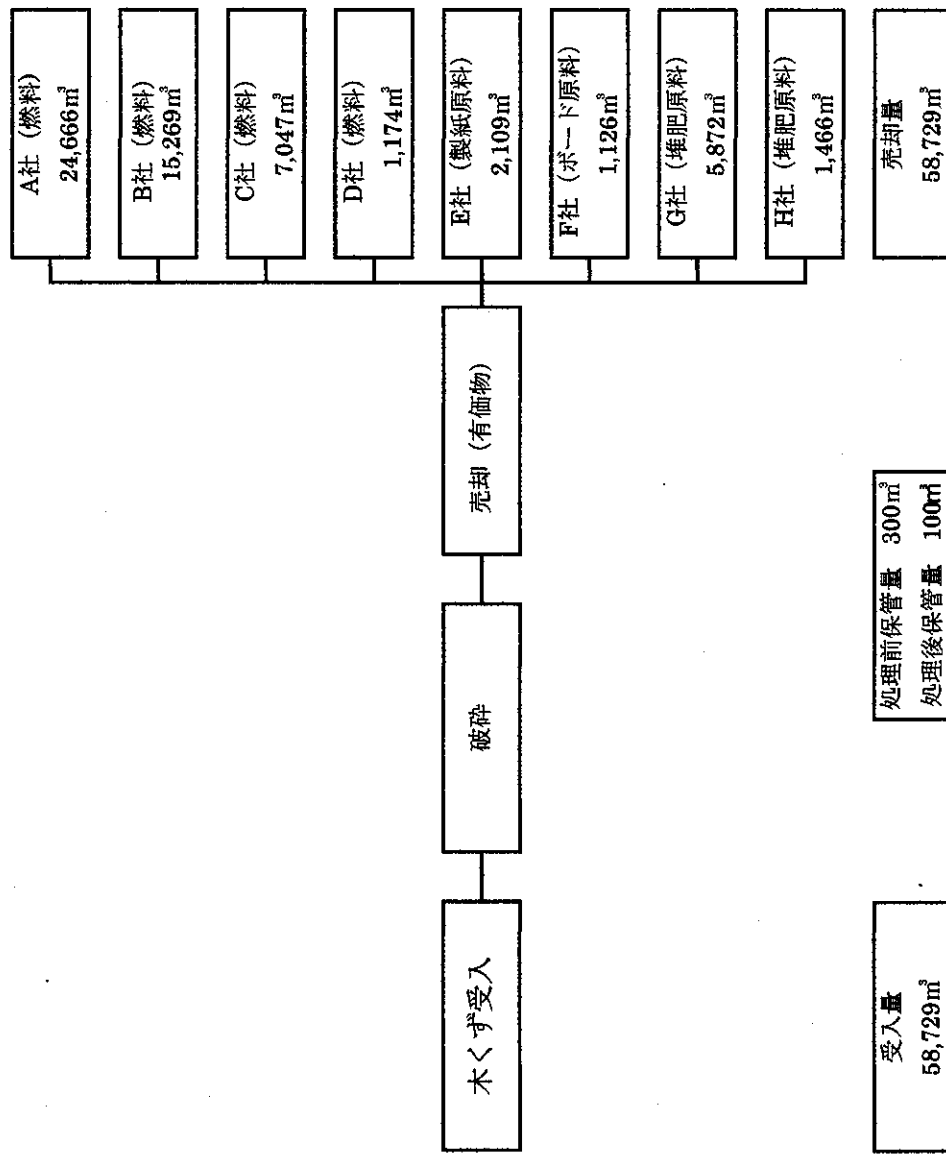 木くず受入
破砕
売却（有価物）
A社（燃料）
24,666㎥
B社（燃料）
15,269㎥
C社（燃料）
7,047㎥
D社（燃料）
1,174㎥
E社（製紙原料）
2,109㎥
F社（ボード原料）
1,126㎥
G社（堆肥原料）
5,872㎥
H社（堆肥原料）
1,466㎥
受入量
58,729㎥
処理前保管量 300㎥
処理後保管量 100㎥
売却量
58,729㎥